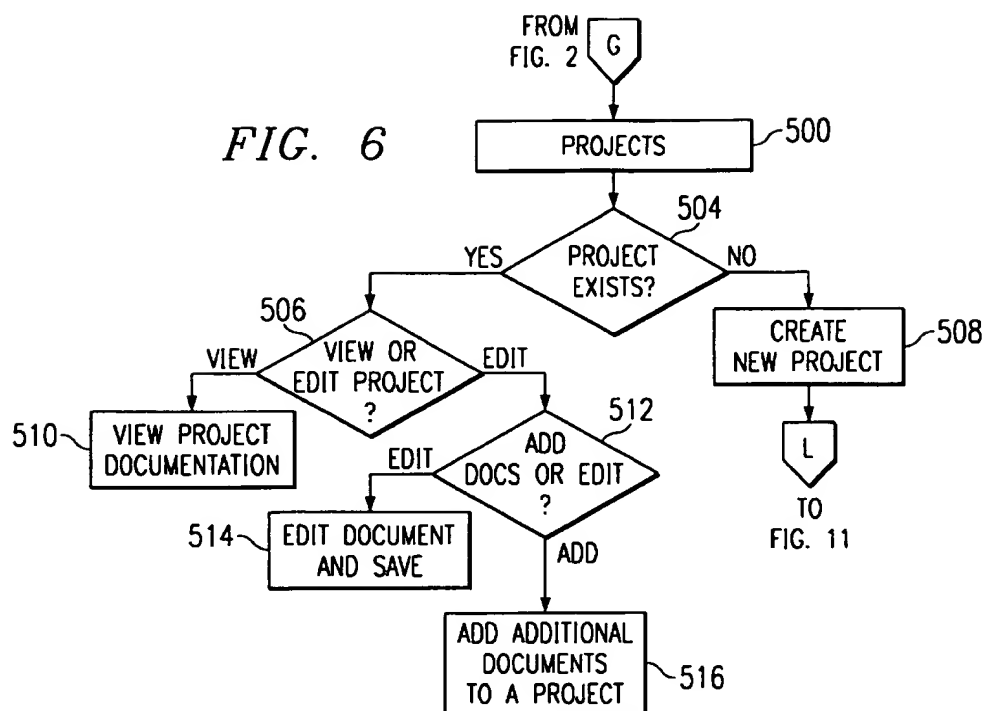 FROM
FIG. 2
G
FIG. 6
PROJECTS
500
504
PROJECT
EXISTS?
YES
NO
506
VIEW OR
EDIT PROJECT
?
VIEW
EDIT
CREATE
NEW PROJECT
508
510
VIEW PROJECT
DOCUMENTATION
512
ADD
DOCS OR EDIT
?
EDIT
ADD
L
TO
FIG. 11
514
EDIT DOCUMENT
AND SAVE
ADD ADDITIONAL
DOCUMENTS
TO A PROJECT
516